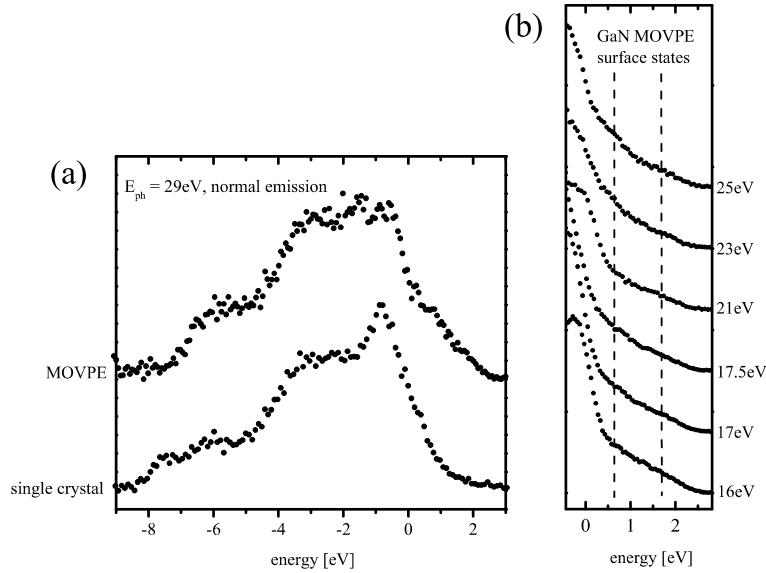 (a)
E_ph = 29eV, normal emission
MOVPE
single crystal
-8 -6 -4 -2 0 2
energy [eV]
(b)
GaN MOVPE
surface states
25eV
23eV
21eV
17.5eV
17eV
16eV
0 1 2
energy [eV]